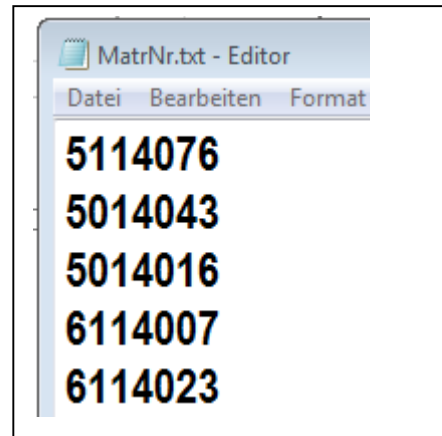 MatrNr.txt - Editor
Datei Bearbeiten Format
5114076
5014043
5014016
6114007
6114023